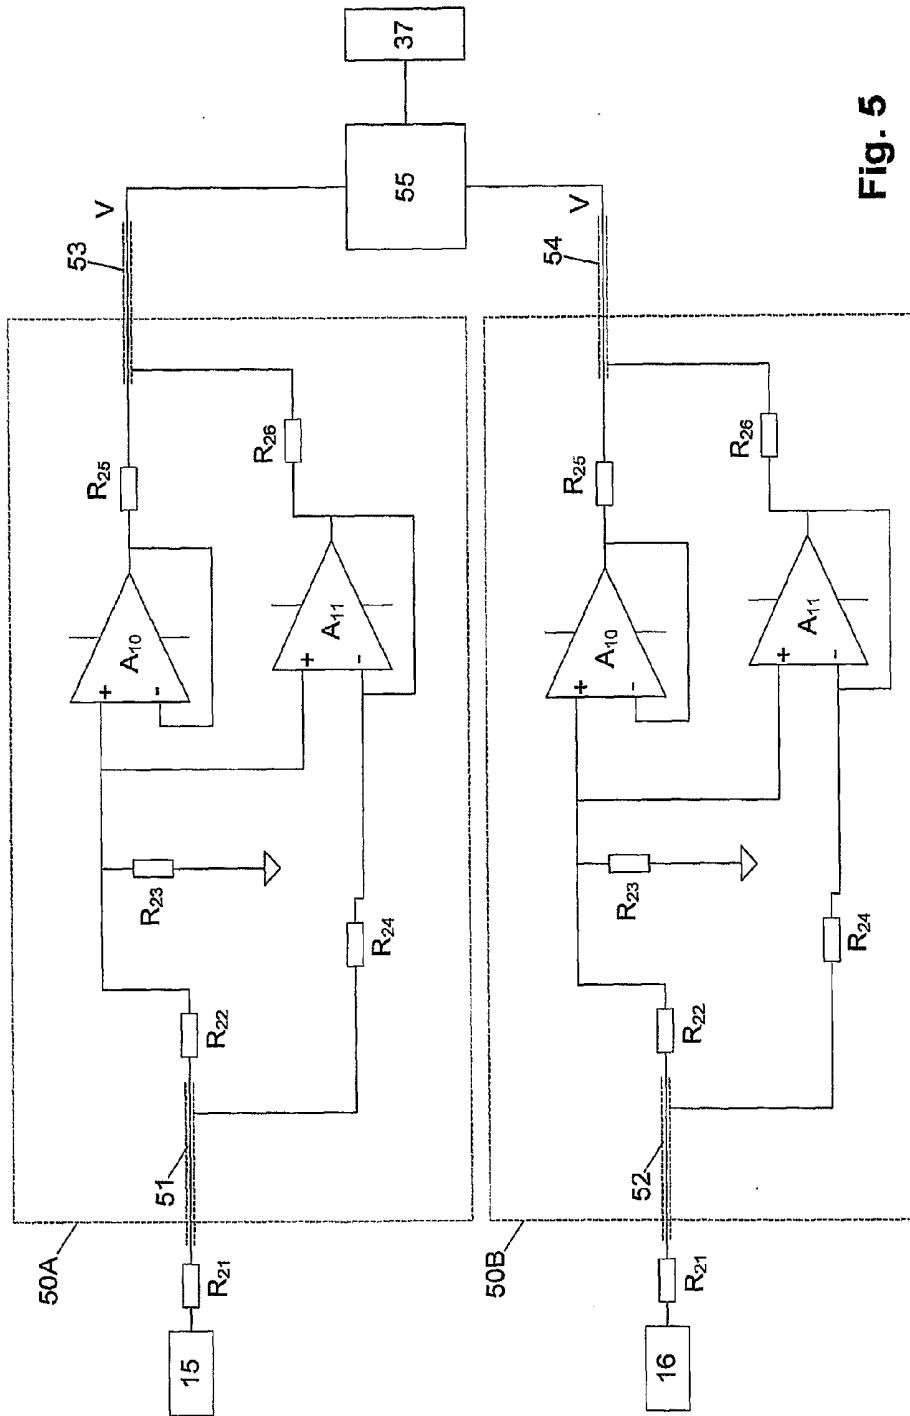 50A
15
R21
51
R22
R23
R24
+
-
A10
+
-
A11
R25
R26
53
V
50B
16
R21
52
R22
R23
R24
+
-
A10
+
-
A11
R25
R26
54
V
55
37
Fig. 5